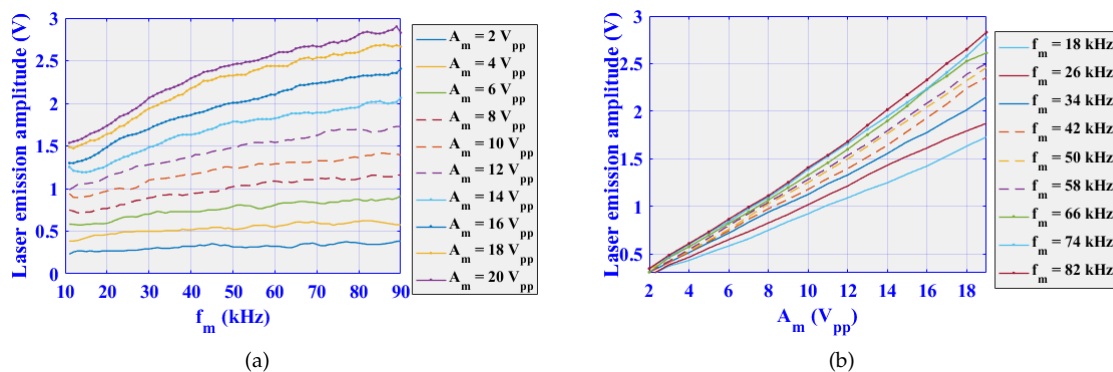 Laser emission amplitude (V)
3
2.5
2
1.5
1
0.5
0
10 20 30 40 50 60 70 80 90
f_m (kHz)
A_m = 2 V_pp
A_m = 4 V_pp
A_m = 6 V_pp
A_m = 8 V_pp
A_m = 10 V_pp
A_m = 12 V_pp
A_m = 14 V_pp
A_m = 16 V_pp
A_m = 18 V_pp
A_m = 20 V_pp
(a)
Laser emission amplitude (V)
3
2.5
2
1.5
1
0.5
2 4 6 8 10 12 14 16 18
A_m (V_pp)
f_m = 18 kHz
f_m = 26 kHz
f_m = 34 kHz
f_m = 42 kHz
f_m = 50 kHz
f_m = 58 kHz
f_m = 66 kHz
f_m = 74 kHz
f_m = 82 kHz
(b)